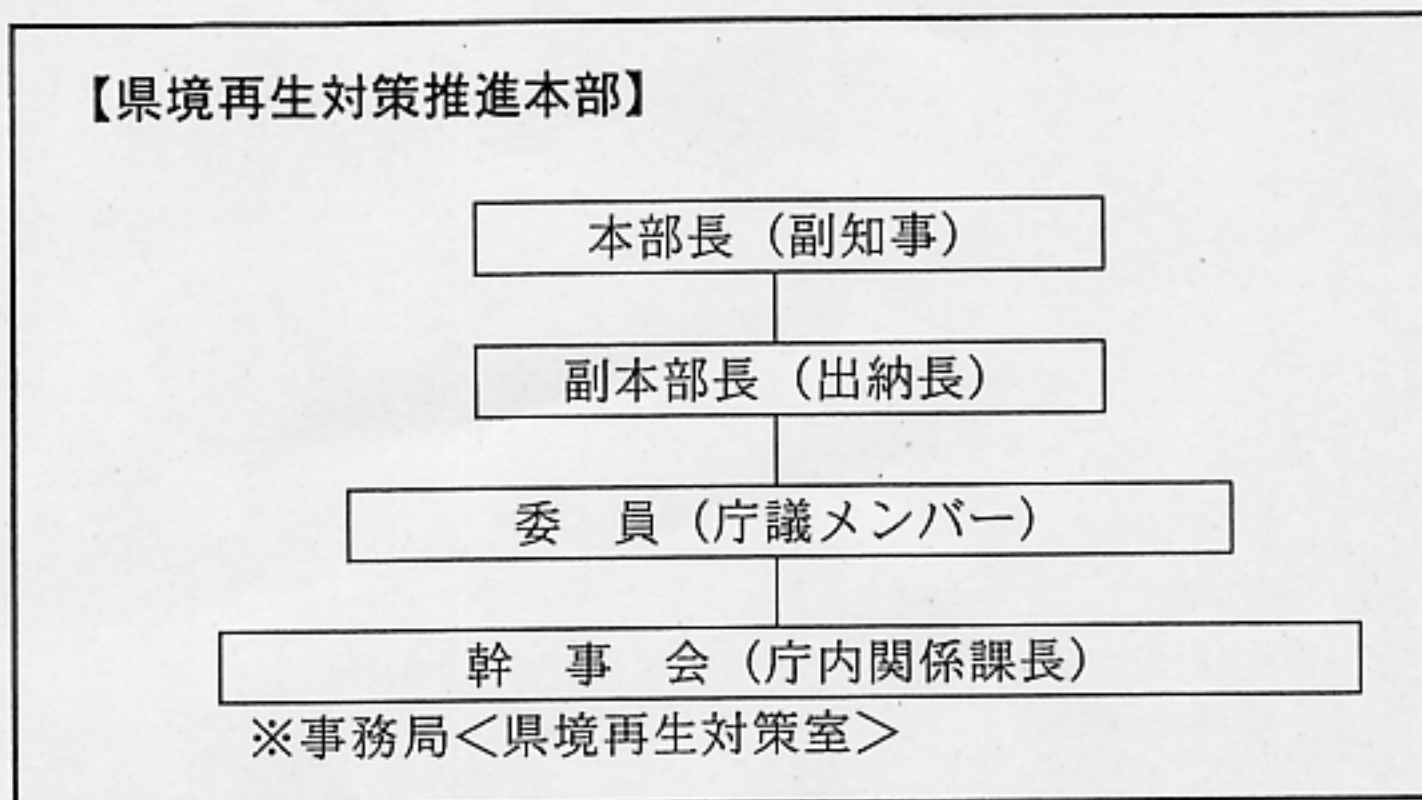 【県境再生対策推進本部】
本部長（副知事）
副本部長（出納長）
委　員（庁議メンバー）
幹　事　会（庁内関係課長）
※事務局＜県境再生対策室＞